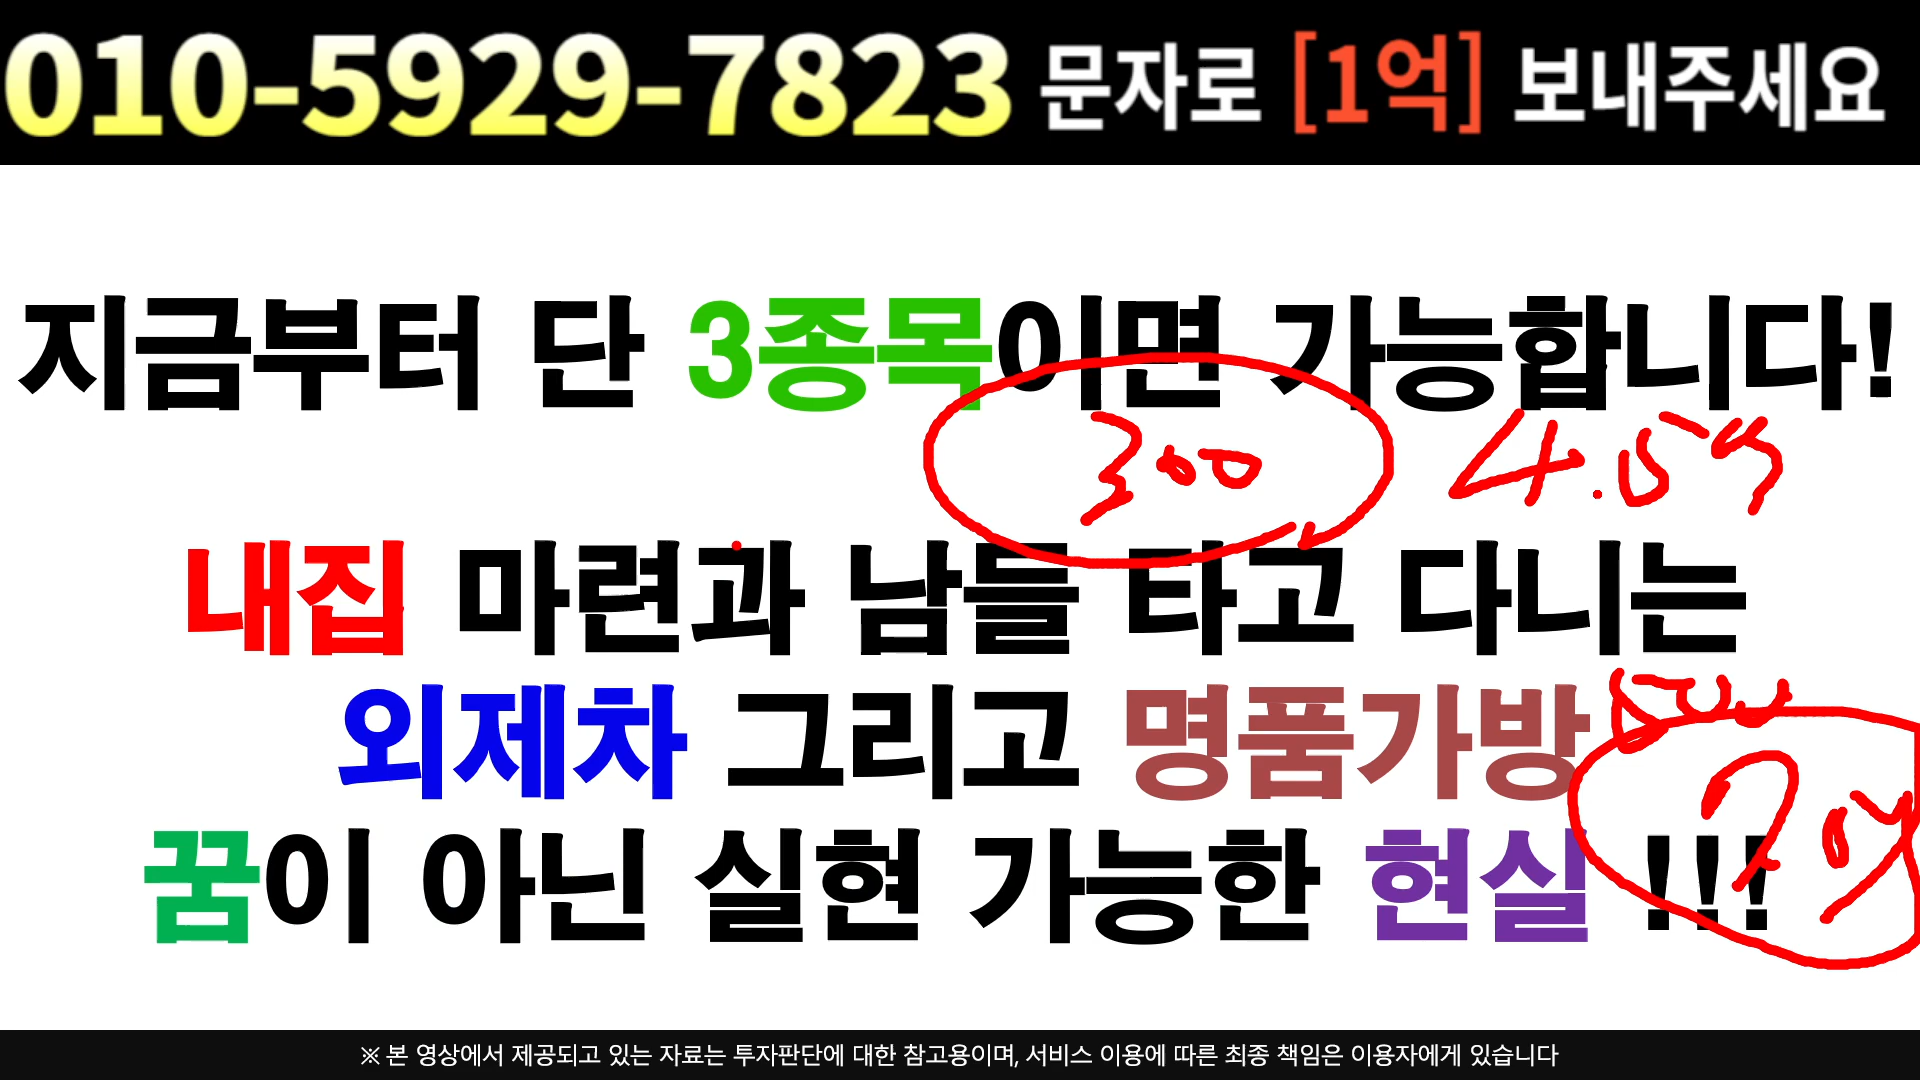 010-5929-7823 문자로 [1억] 보내주세요
지금부터 단 3종목이면 가능합니다!
300
내집 마련과 남들 타고 다니는
외제차 그리고 명품가방
꿈이 아닌 실현 가능한 현실 !!!
※ 본 영상에서 제공되고 있는 자료는 투자판단에 대한 참고용이며, 서비스 이용에 따른 최종 책임은 이용자에게 있습니다